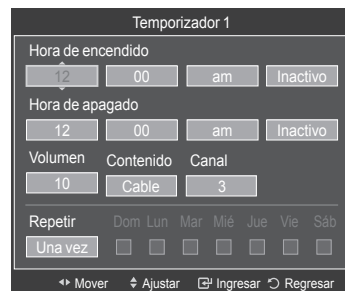 Temporizador 1
Hora de encendido
12 00 am Inactivo
Hora de apagado
12 00 am Inactivo
Volumen Contenido Canal
10 Cable 3
Repetir Dom Lun Mar Mié Jue Vie Sáb
Una vez
Mover Ajustar Ingresar Regresar